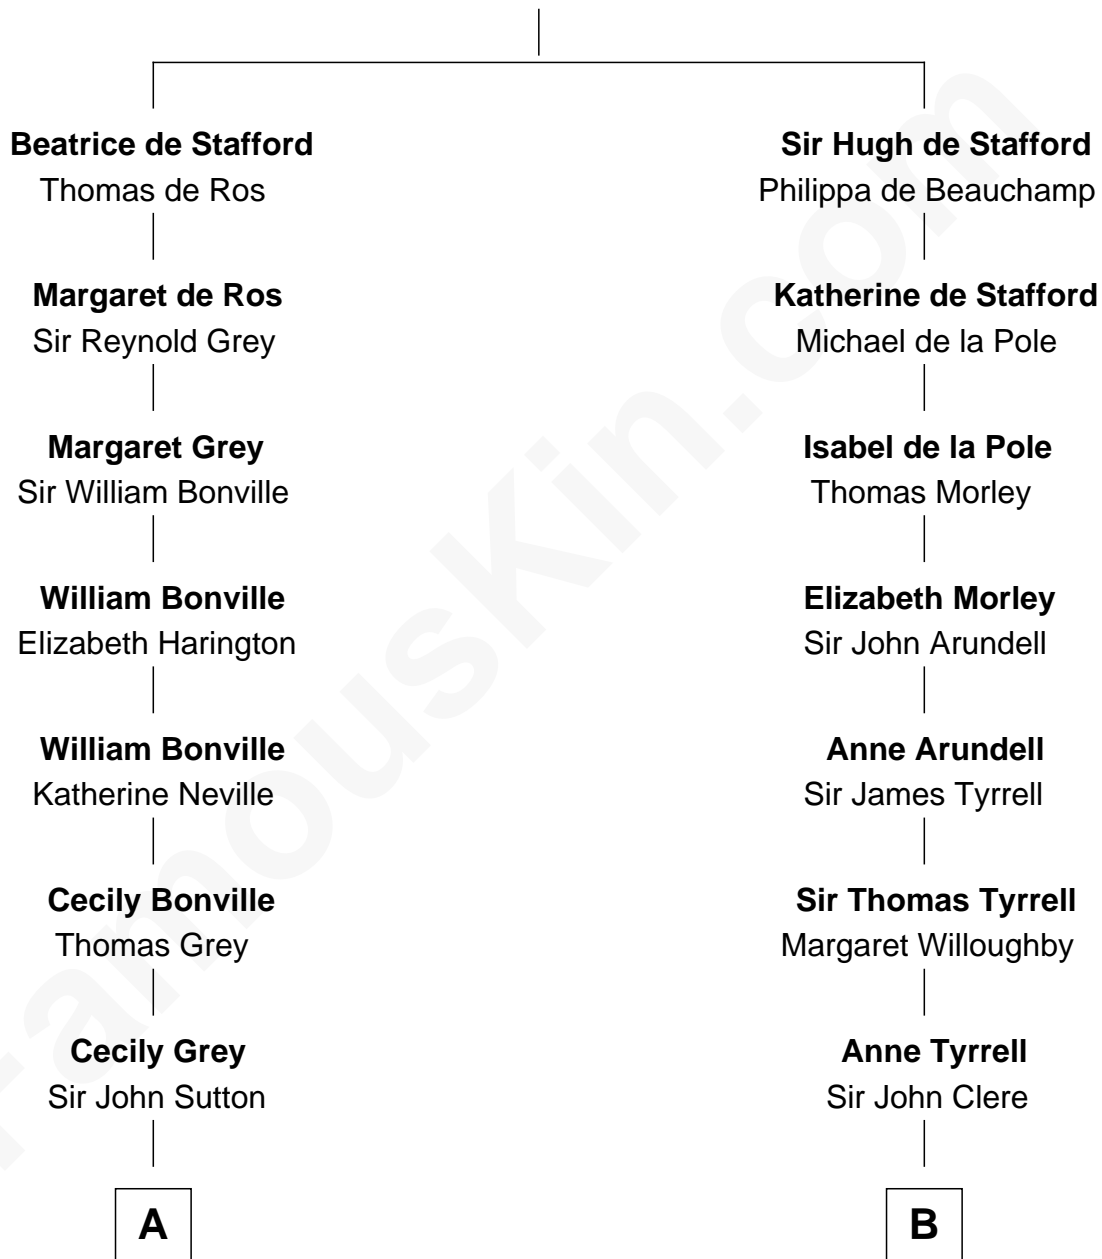 Beatrice de Stafford
Thomas de Ros
Margaret de Ros
Sir Reynold Grey
Margaret Grey
Sir William Bonville
William Bonville
Elizabeth Harington
William Bonville
Katherine Neville
Cecily Bonville
Thomas Grey
Cecily Grey
Sir John Sutton
A
Sir Hugh de Stafford
Philippa de Beauchamp
Katherine de Stafford
Michael de la Pole
Isabel de la Pole
Thomas Morley
Elizabeth Morley
Sir John Arundell
Anne Arundell
Sir James Tyrrell
Sir Thomas Tyrrell
Margaret Willoughby
Anne Tyrrell
Sir John Clere
B
FamousKin.com